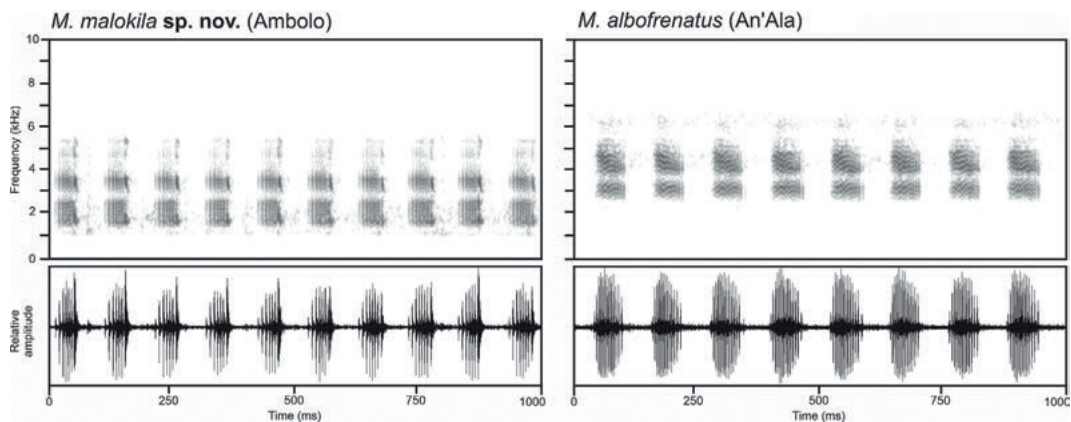 M. malokila sp. nov. (Ambolo)
M. albofrenatus (An'Ala)
10
8
6
4
2
0
Frequency (kHz)
Relative
amplitude
0
250
500
750
1000
Time (ms)
0
250
500
750
1000
Time (ms)